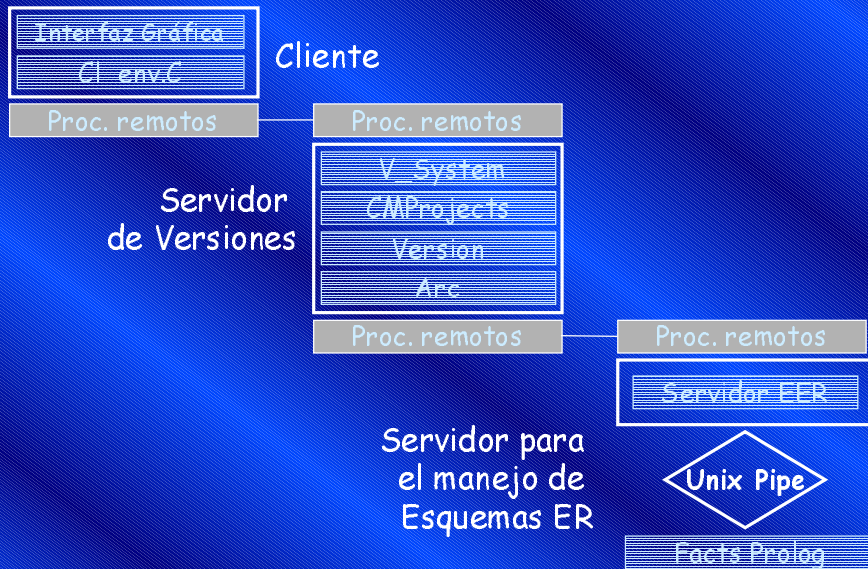 Interfaz Gráfica
Cl_env.C
Cliente
Proc. remotos
Proc. remotos
V_System
CMProjects
Version
Arc
Servidor
de Versiones
Proc. remotos
Proc. remotos
Servidor EER
Servidor para
el manejo de
Esquemas ER
Unix Pipe
Facts Prolog